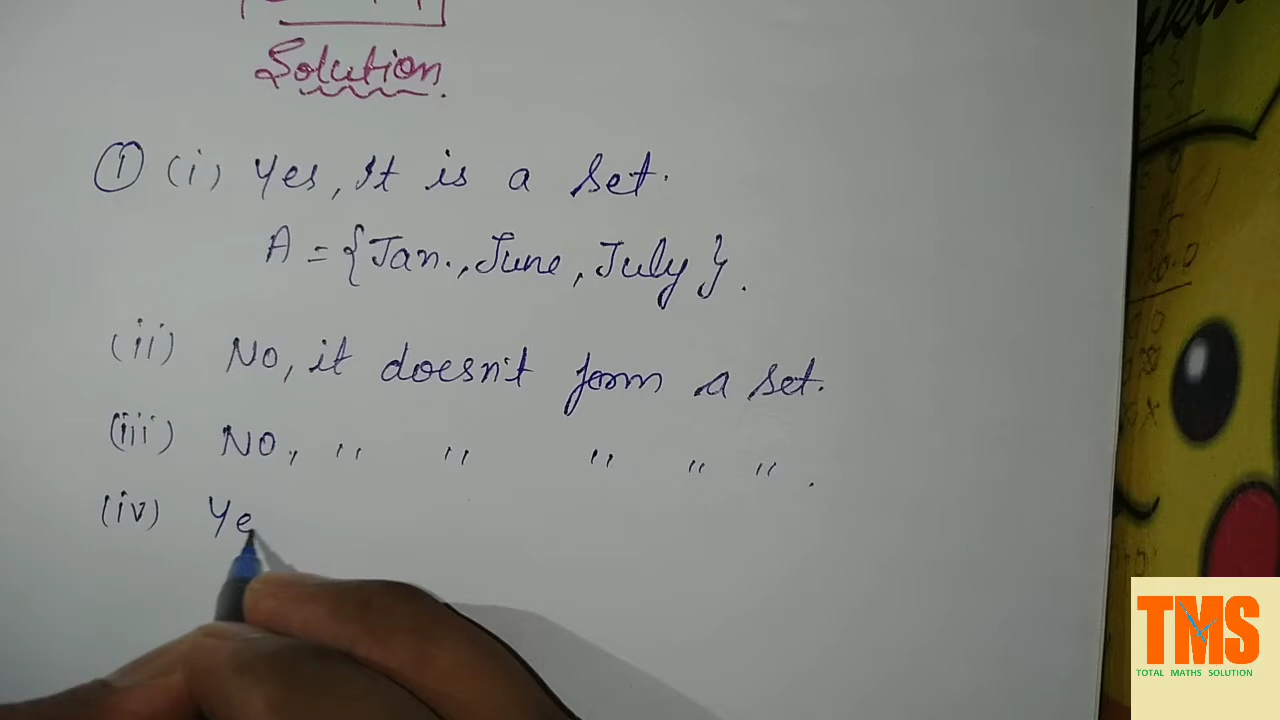 Solution.
① (i) Yes, It is a Set.
A = {Jan., June, July}.
(ii) No, it doesn't form a set.
(iii) No, " " " " ".
(iv) Ye
TMS
TOTAL MATHS SOLUTION